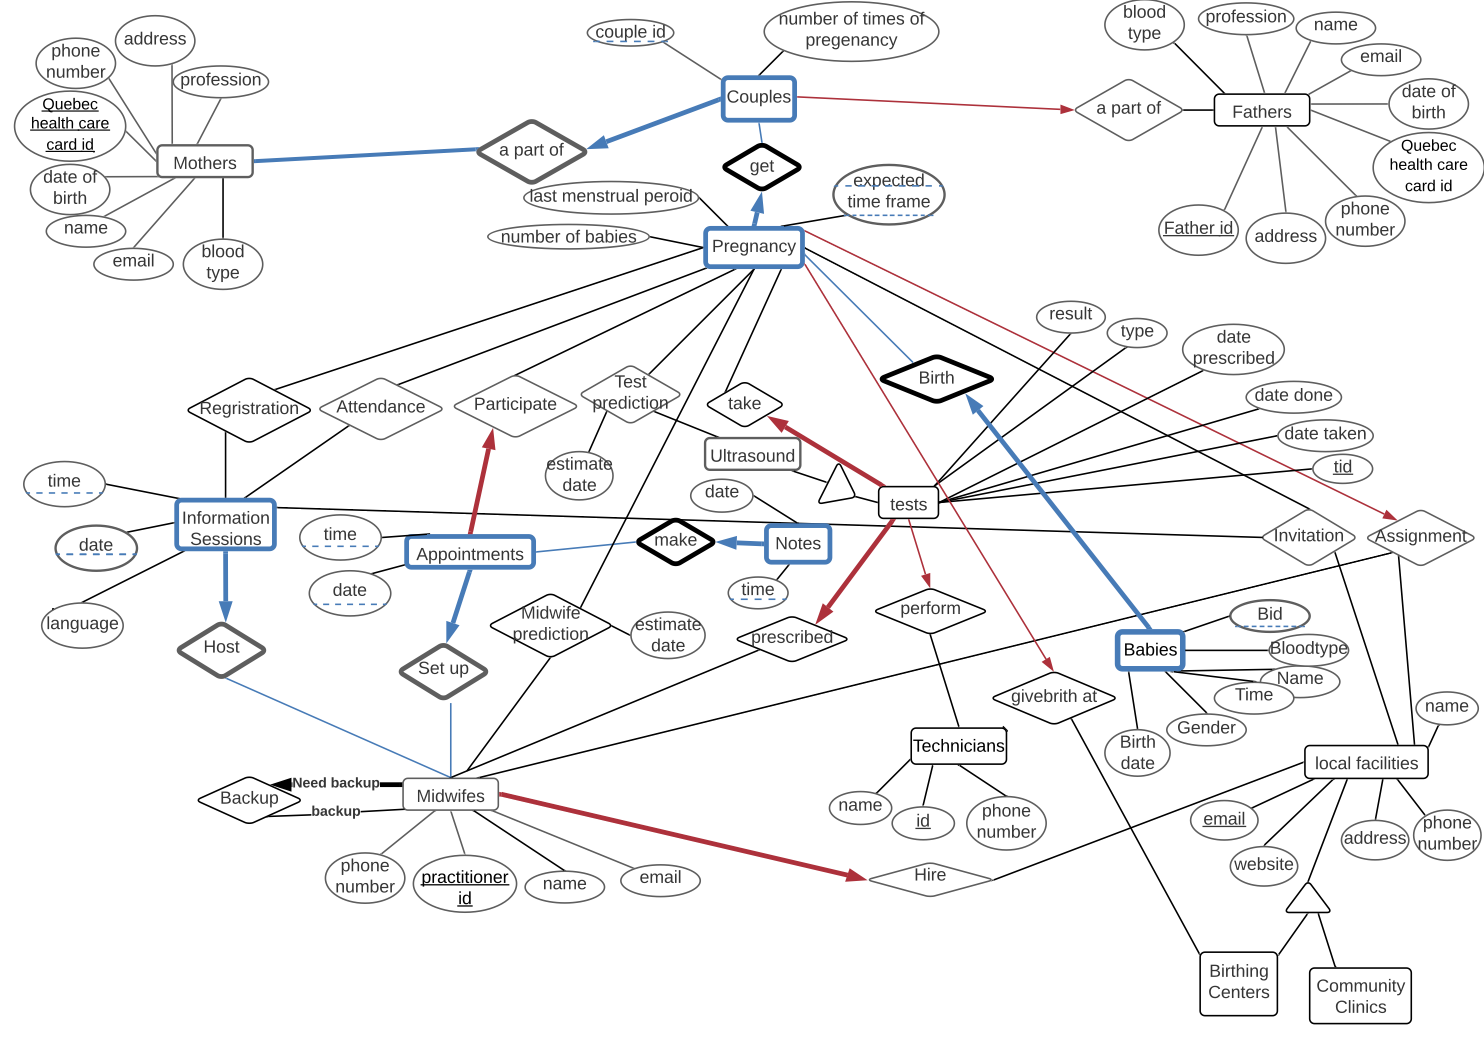 address
phone
number
profession
Quebec
health care
card id
Mothers
date of
birth
name
email
blood
type
couple id
number of times of
pregenancy
Couples
a part of
get
last menstrual peroid
number of babies
expected
time frame
Pregnancy
blood
type
profession
name
email
a part of
Fathers
date of
birth
Quebec
health care
card id
Father id
address
phone
number
result
type
date
prescribed
date done
date taken
tid
Birth
Regristration
Attendance
Participate
Test
prediction
take
Ultrasound
estimate
date
date
tests
time
Information
Sessions
date
language
time
Appointments
date
make
Notes
time
Invitation
Assignment
Host
Set up
Midwife
prediction
estimate
date
prescribed
perform
givebrith at
Babies
Bid
Bloodtype
Name
Time
Gender
Birth
date
Technicians
name
id
phone
number
name
local facilities
email
website
address
phone
number
Backup
Need backup
backup
Midwifes
phone
number
practitioner
id
name
email
Hire
Birthing
Centers
Community
Clinics